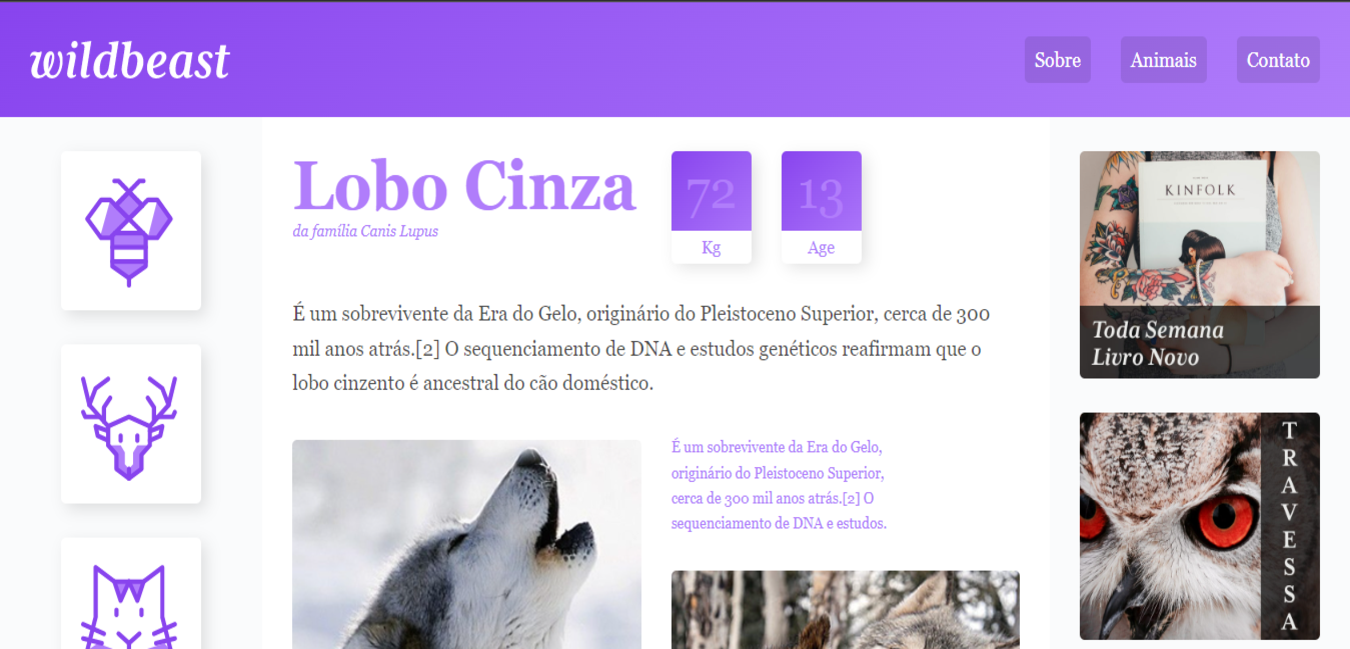 wildbeast
Sobre
Animais
Contato
Lobo Cinza
da família Canis Lupus
72
Kg
13
Age
É um sobrevivente da Era do Gelo, originário do Pleistoceno Superior, cerca de 300
mil anos atrás.[2] O sequenciamento de DNA e estudos genéticos reafirmam que o
lobo cinzento é ancestral do cão doméstico.
É um sobrevivente da Era do Gelo,
originário do Pleistoceno Superior,
cerca de 300 mil anos atrás.[2] O
sequenciamento de DNA e estudos.
KINFOLK
Toda Semana
Livro Novo
TRAVESSA